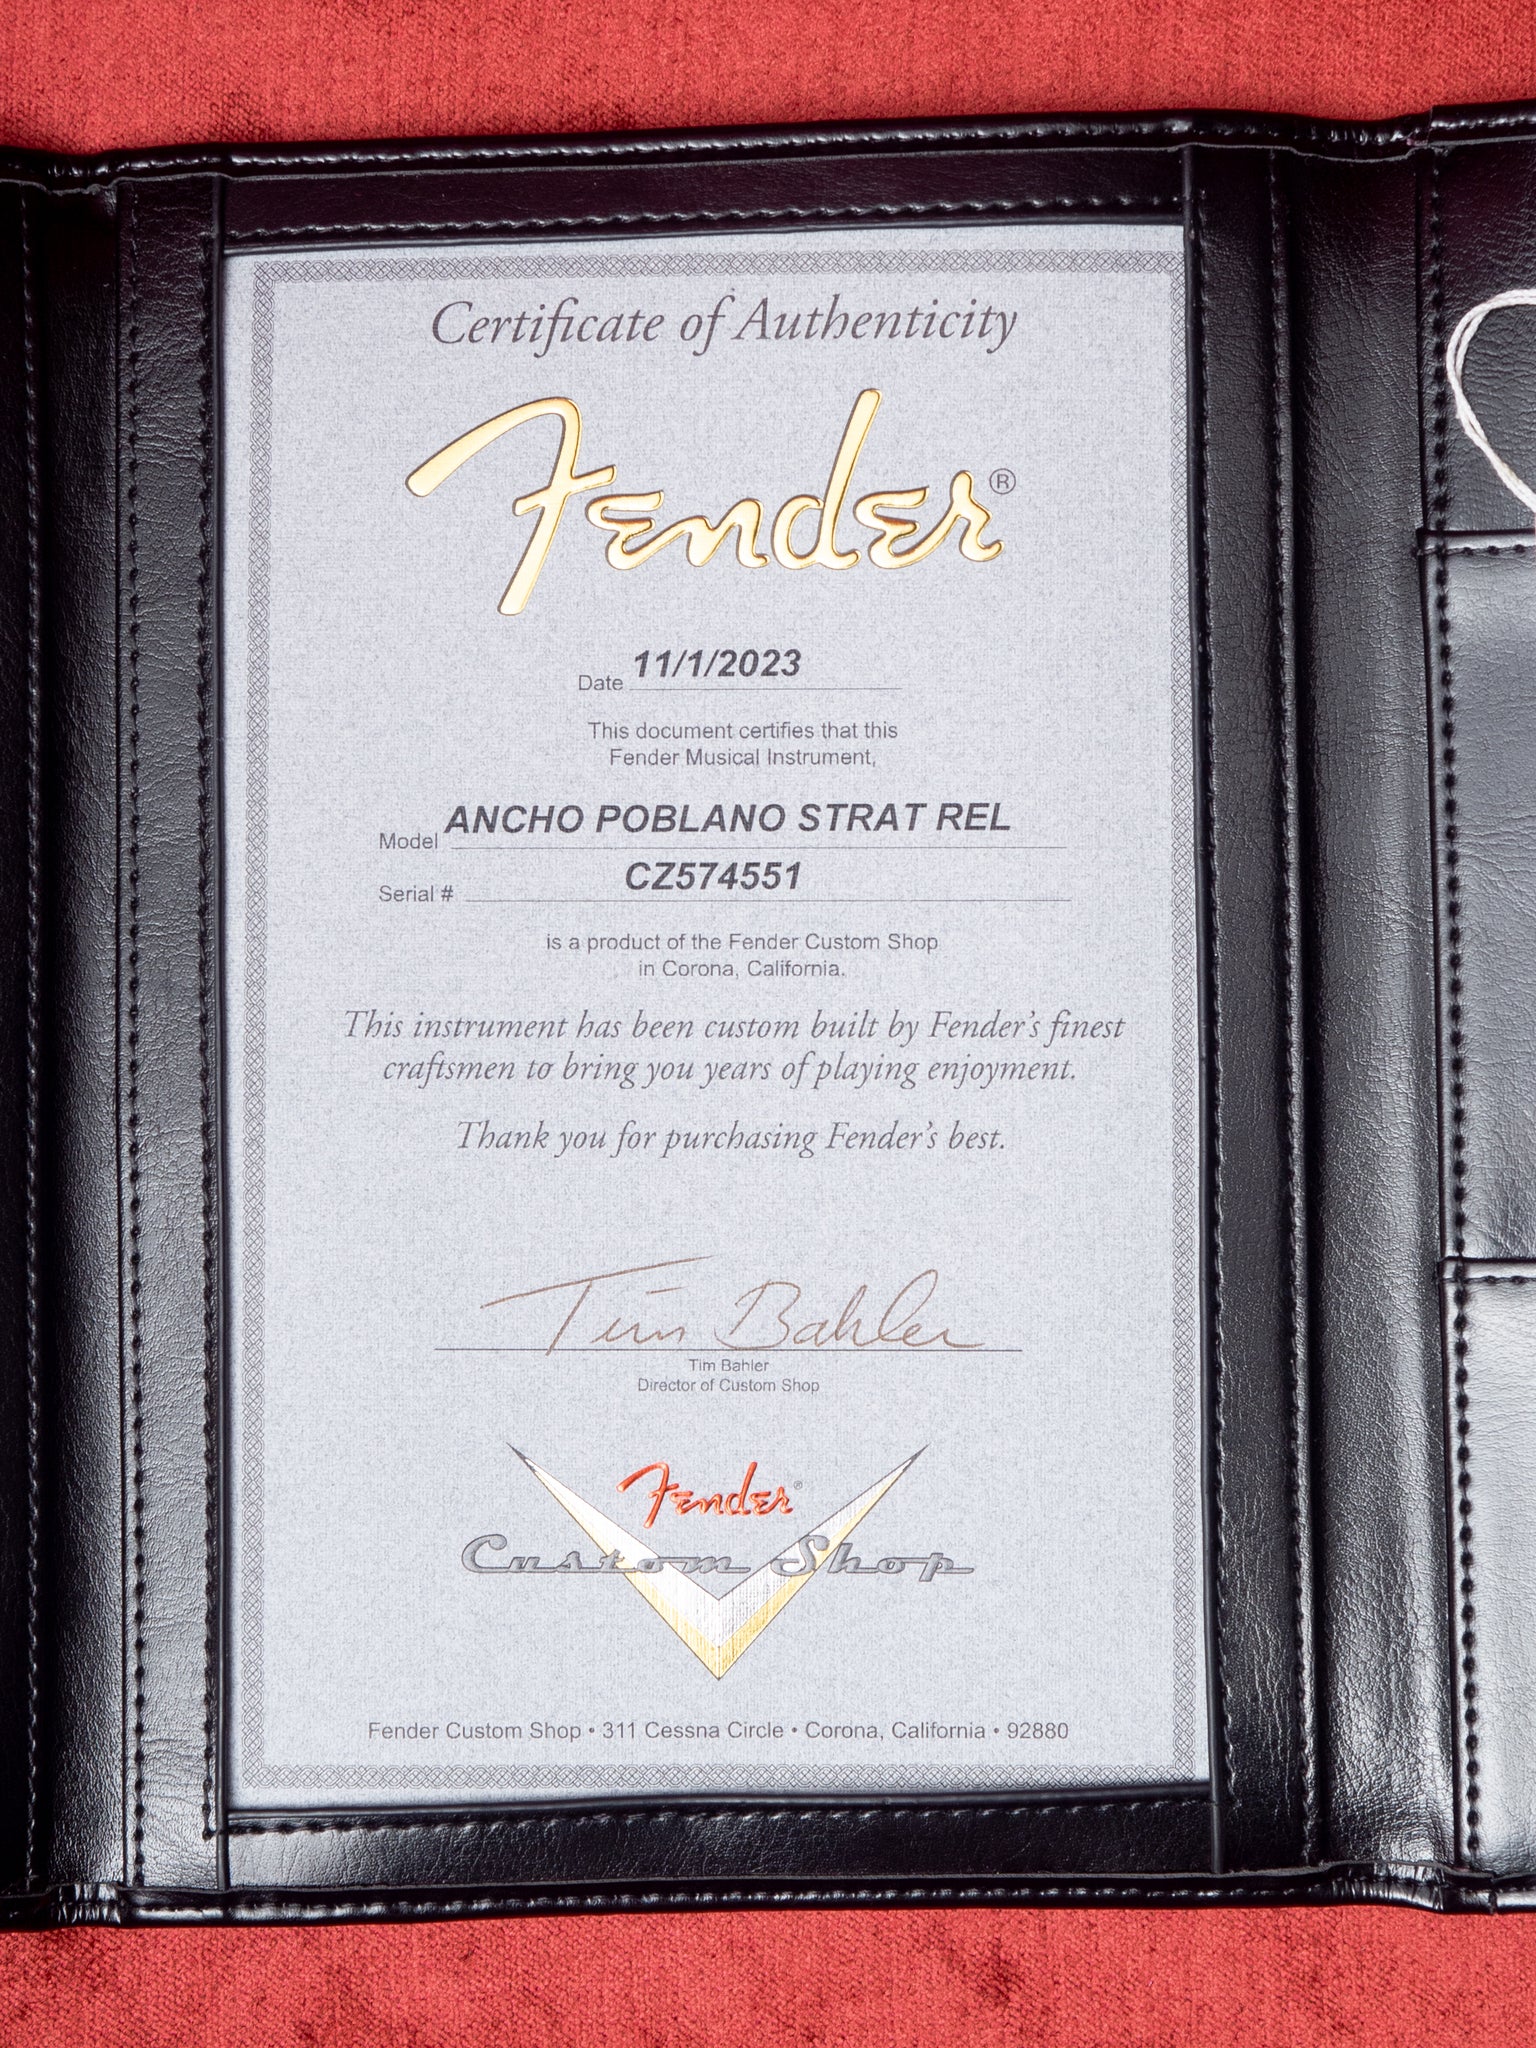 Certificate of Authenticity
Fender®
Date 11/1/2023
This document certifies that this
Fender Musical Instrument,
Model ANCHO POBLANO STRAT REL
Serial # CZ574551
is a product of the Fender Custom Shop
in Corona, California.
This instrument has been custom built by Fender's finest
craftsmen to bring you years of playing enjoyment.
Thank you for purchasing Fender's best.
Tim Bahler
Tim Bahler
Director of Custom Shop
Fender®
Custom Shop
Fender Custom Shop • 311 Cessna Circle • Corona, California • 92880